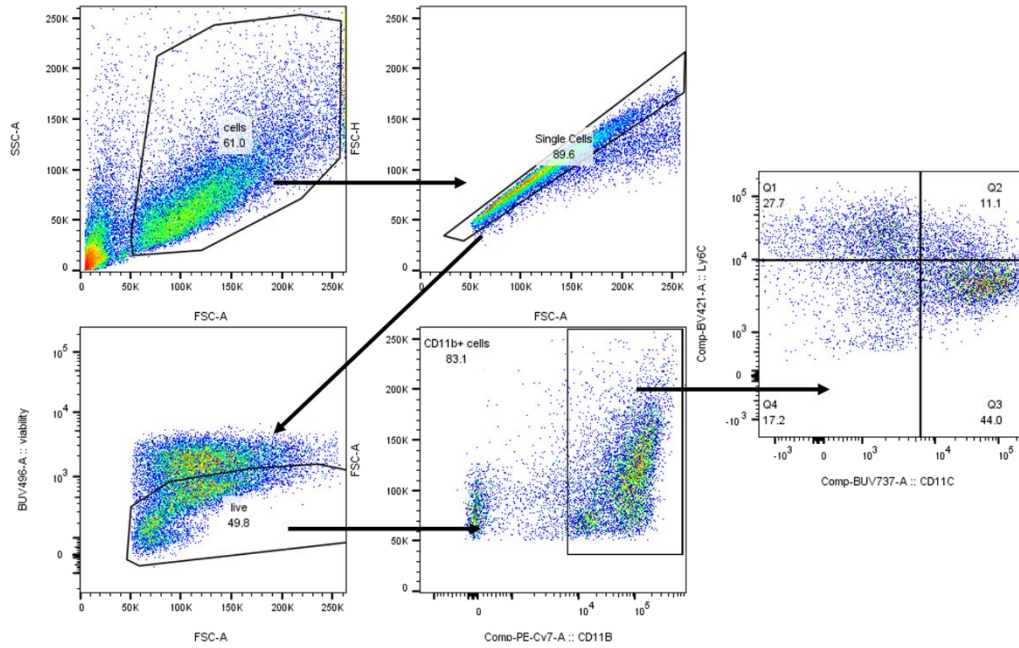 250K
200K
150K
100K
50K
0
SSC-A
cells
61.0
0
50K
100K
150K
200K
250K
FSC-A
250K
200K
150K
100K
50K
0
FSC-H
Single Cells
89.6
0
50K
100K
150K
200K
250K
FSC-A
10^5
10^4
10^3
0
BUV496-A :: viability
live
49.8
0
50K
100K
150K
200K
250K
FSC-A
250K
200K
150K
100K
50K
0
FSC-A
CD11b+ cells
83.1
0
10^4
10^5
Comp-PE-Cy7-A :: CD11B
10^5
10^4
10^3
0
-10^3
Comp-BV421-A :: Ly6C
Q1
27.7
Q2
11.1
Q4
17.2
Q3
44.0
0
10^3
10^4
10^5
Comp-BUV737-A :: CD11C